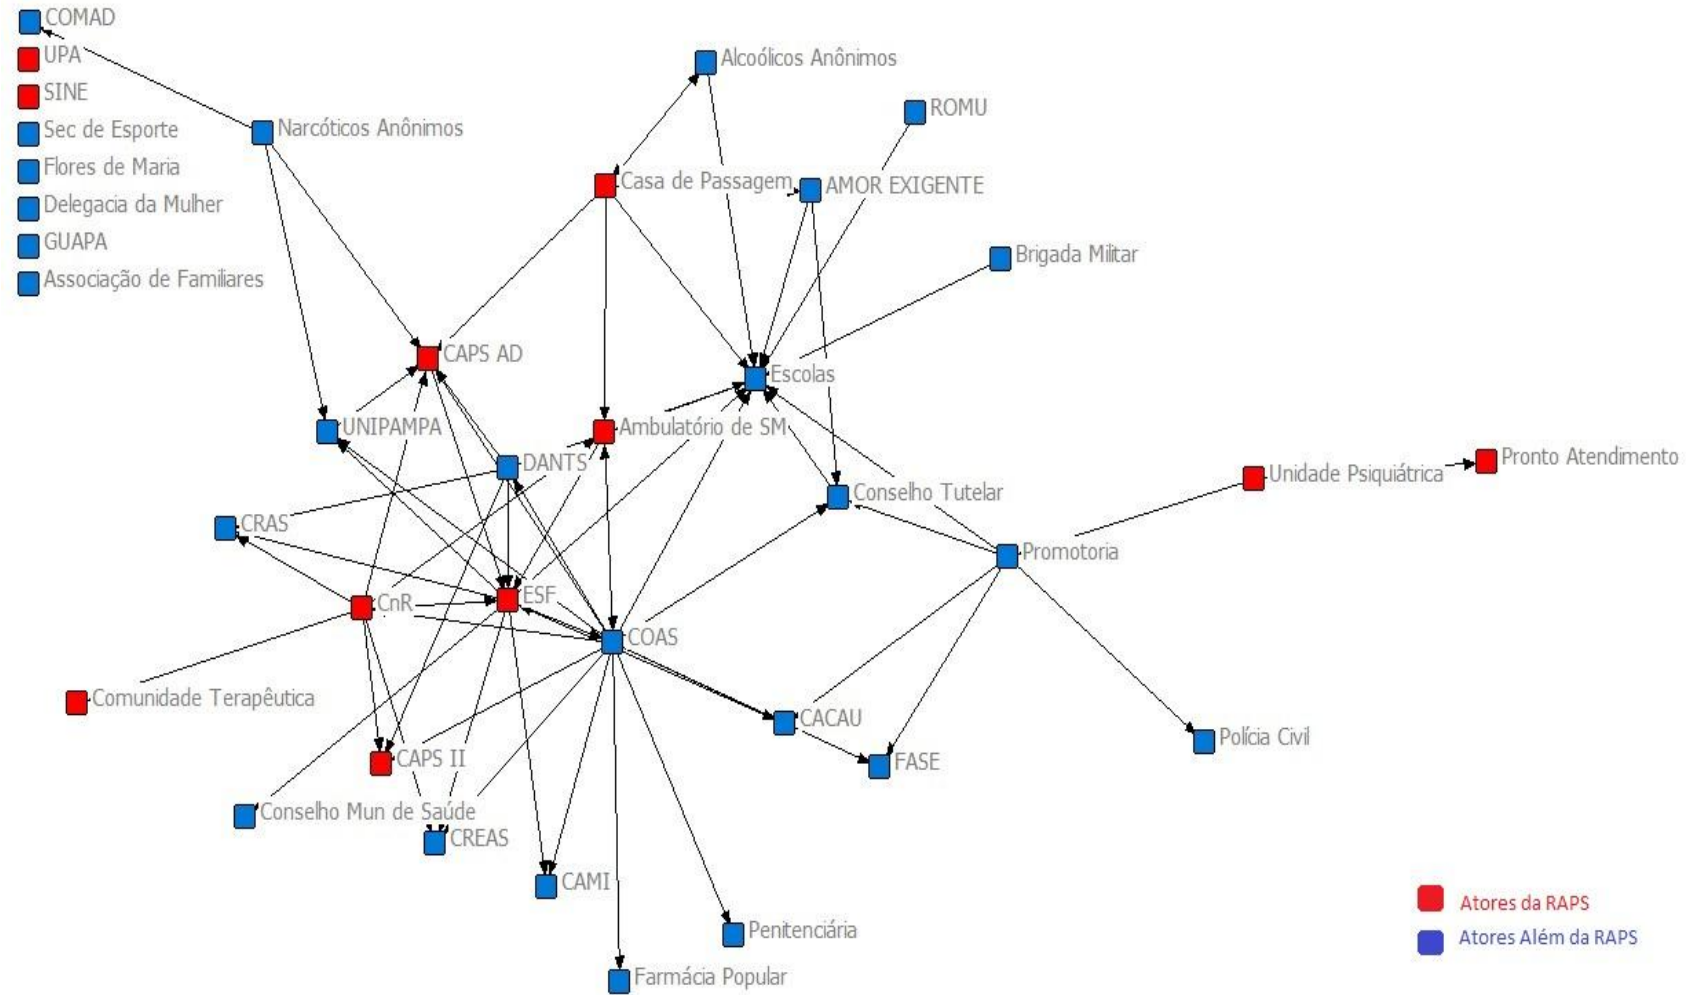 COMAD
UPA
SINE
Sec de Esporte
Flores de Maria
Delegacia da Mulher
GUAPA
Associação de Familiares
Narcóticos Anônimos
Alcoólicos Anônimos
ROMU
Casa de Passagem
AMOR EXIGENTE
Brigada Militar
CAPS AD
Escolas
UNIPAMPA
Ambulatório de SM
DANTS
Unidade Psiquiátrica
Pronto Atendimento
Conselho Tutelar
CRAS
Promotoria
CnR
ESF
COAS
Comunidade Terapêutica
CACAU
Polícia Civil
CAPS II
FASE
Conselho Mun de Saúde
CREAS
CAMI
Penitenciária
Farmácia Popular
Atores da RAPS
Atores Além da RAPS